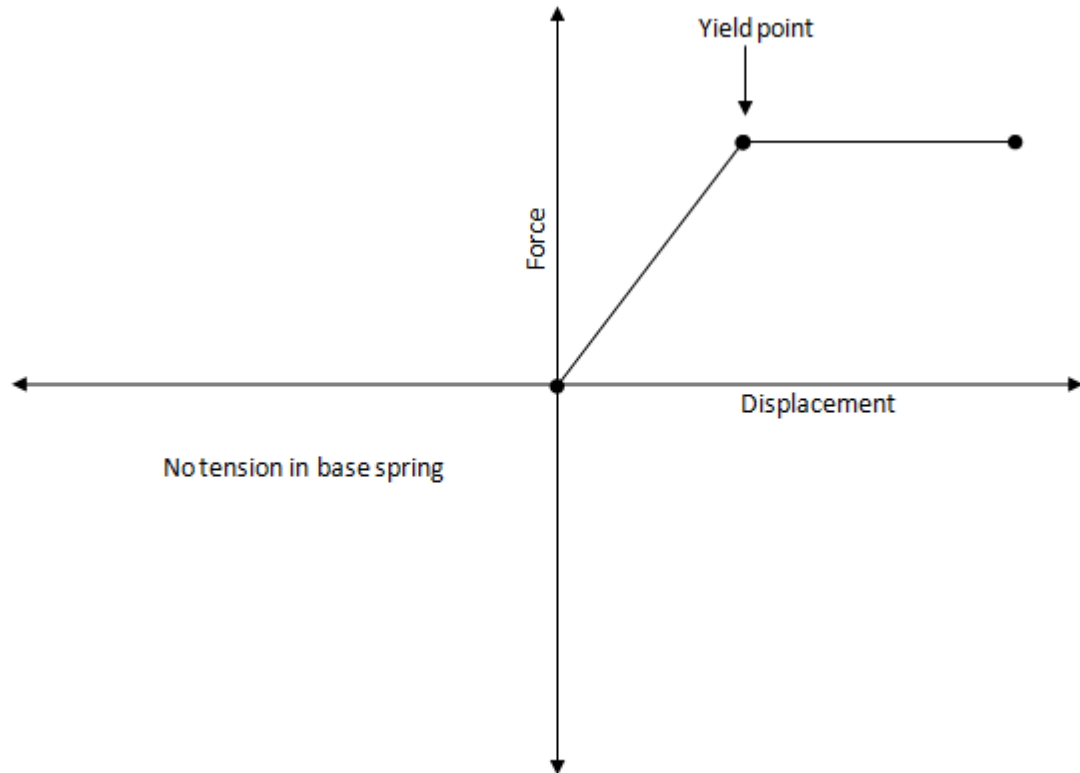 Yield point
Force
Displacement
No tension in base spring